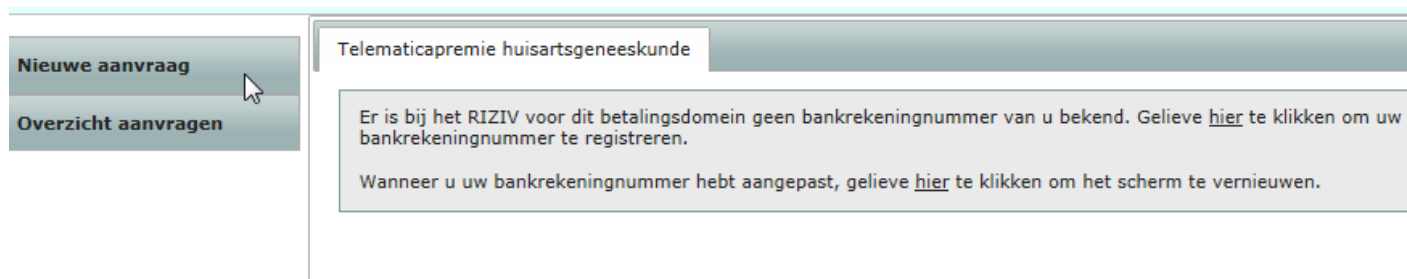 Nieuwe aanvraag
Overzicht aanvragen
Telematicapremie huisartsgeneeskunde
Er is bij het RIZIV voor dit betalingsdomein geen bankrekeningnummer van u bekend. Gelieve hier te klikken om uw
bankrekeningnummer te registreren.
Wanneer u uw bankrekeningnummer hebt aangepast, gelieve hier te klikken om het scherm te vernieuwen.